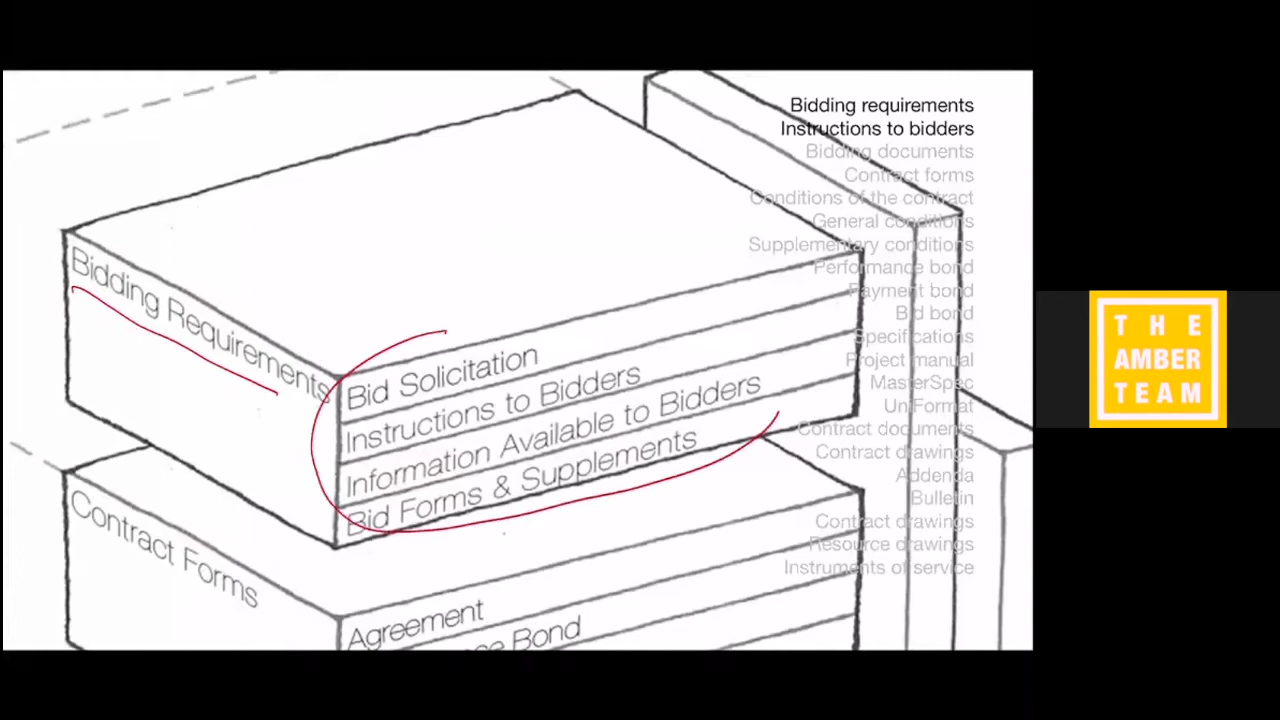 Bidding requirements
Instructions to bidders
Bidding documents
Contract forms
Conditions of the contract
General conditions
Supplementary conditions
Performance bond
Payment bond
Bid bond
Specifications
Project manual
MasterSpec
UniFormat
Contract documents
Contract drawings
Addenda
Bulletin
Contract drawings
Resource drawings
Instruments of service
Bidding Requirements
Bid Solicitation
Instructions to Bidders
Information Available to Bidders
Bid Forms & Supplements
Contract Forms
Agreement
Bond
THE
AMBER
TEAM